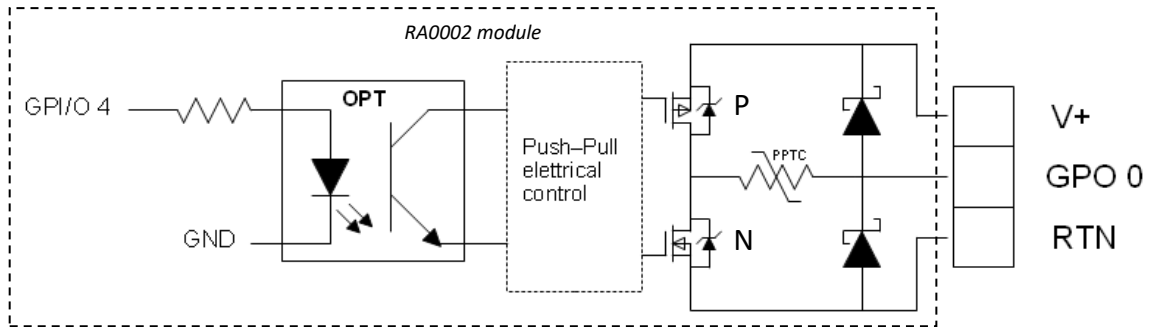 RA0002 module
GPI/O 4
OPT
GND
Push–Pull
elettrical
control
P
PPTC
N
V+
GPO 0
RTN